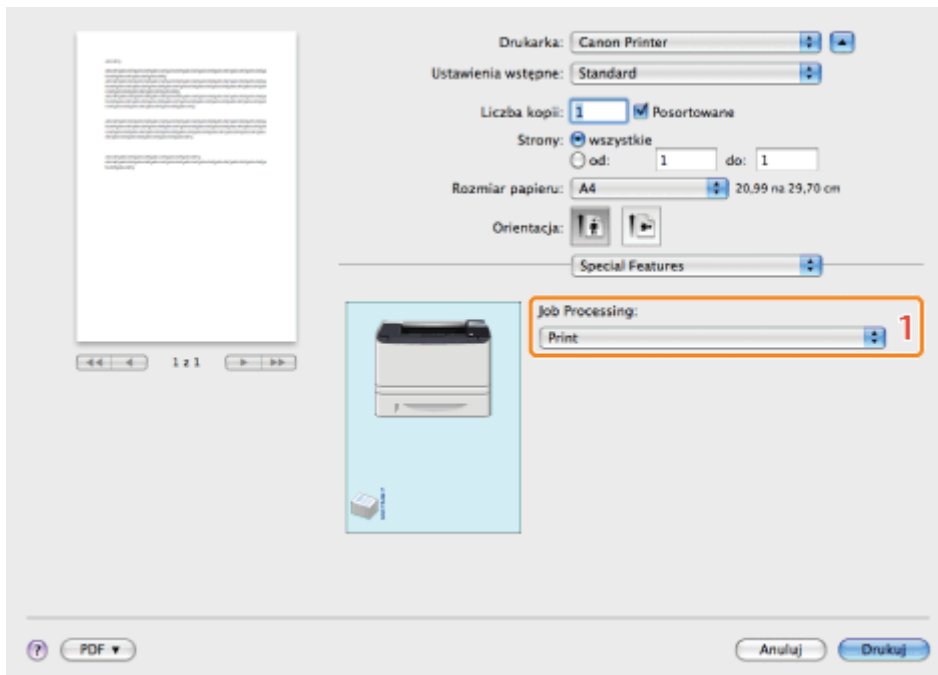 Drukarka: Canon Printer
Ustawienia wstępne: Standard
Liczba kopii: 1 Posortowane
Strony: wszystkie
od: 1 do: 1
Rozmiar papieru: A4 20,99 na 29,70 cm
Orientacja:
Special Features
Job Processing:
Print 1
1 z 1
? PDF ▼ Anuluj Drukuj